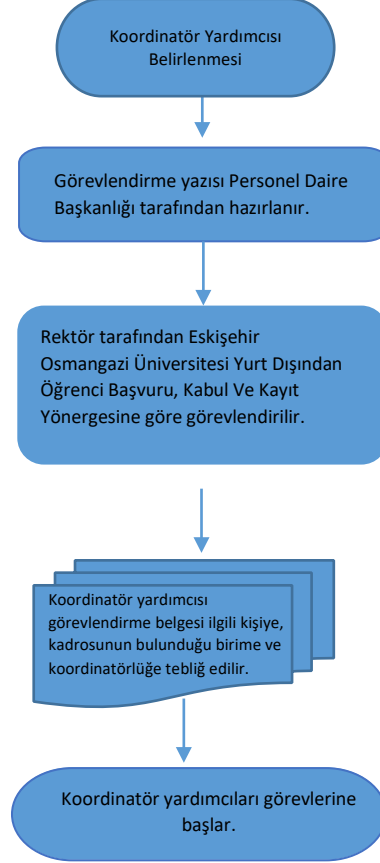 Koordinatör Yardımcısı
Belirlenmesi
Görevlendirme yazısı Personel Daire
Başkanlığı tarafından hazırlanır.
Rektör tarafından Eskişehir
Osmangazi Üniversitesi Yurt Dışından
Öğrenci Başvuru, Kabul Ve Kayıt
Yönergesine göre görevlendirilir.
Koordinatör yardımcısı
görevlendirme belgesi ilgili kişiye,
kadrosunun bulunduğu birime ve
koordinatörlüğe tebliğ edilir.
Koordinatör yardımcıları görevlerine
başlar.